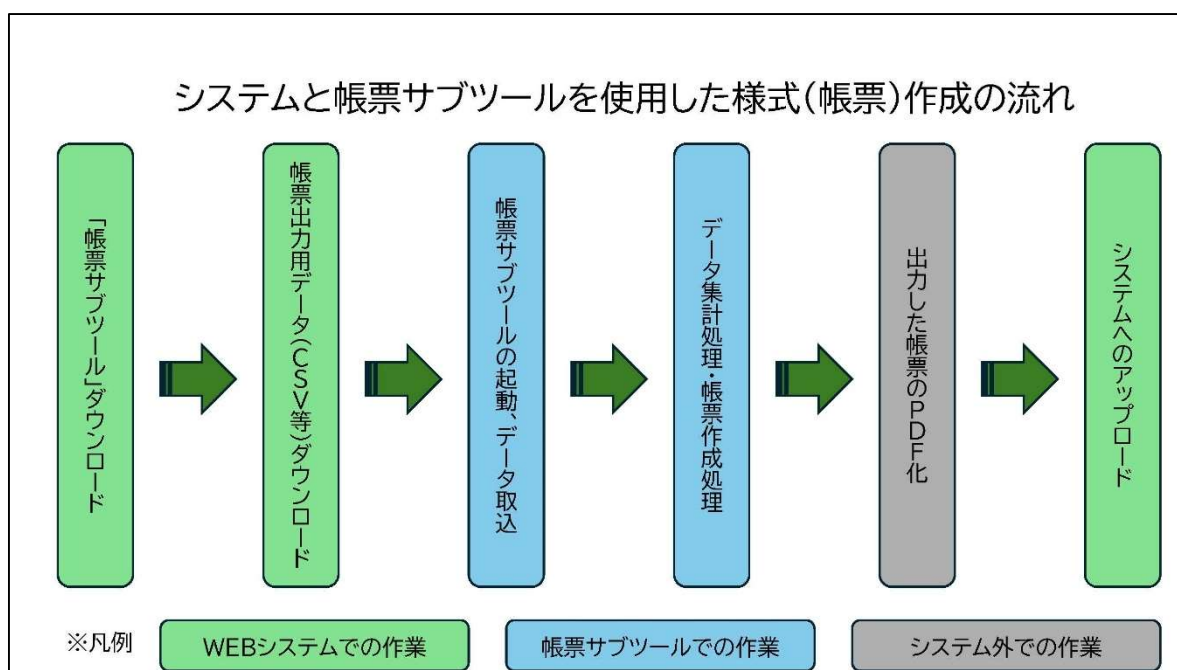 システムと帳票サブツールを使用した様式(帳票)作成の流れ
「帳票サブツール」ダウンロード
帳票出力用データ(CSV等)ダウンロード
帳票サブツールの起動、データ取込
データ集計処理・帳票作成処理
出力した帳票のPDF化
システムへのアップロード
※凡例
WEBシステムでの作業
帳票サブツールでの作業
システム外での作業